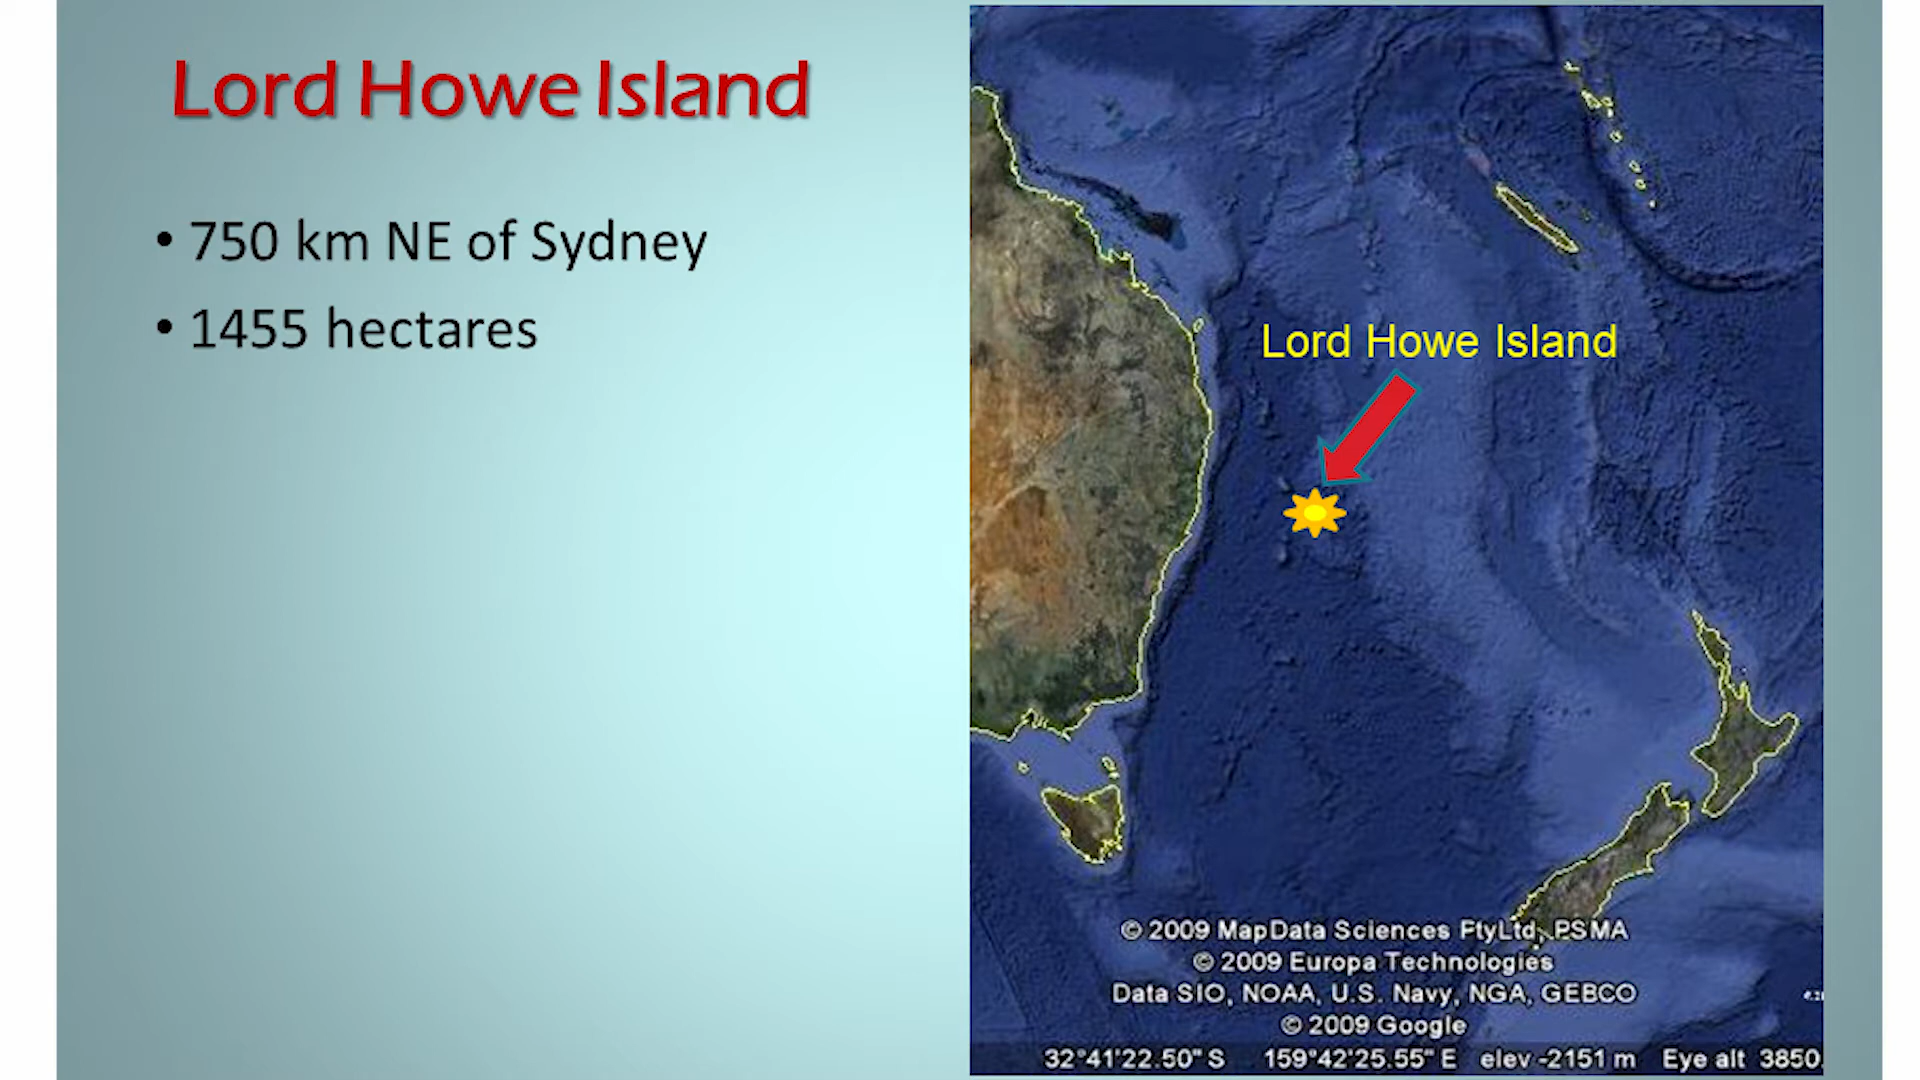 Lord Howe Island
• 750 km NE of Sydney
• 1455 hectares
Lord Howe Island
© 2009 MapData Sciences PtyLtd, PSMA
© 2009 Europa Technologies
Data SIO, NOAA, U.S. Navy, NGA, GEBCO
© 2009 Google
32°41'22.50" S 159°42'25.55" E elev -2151 m Eye alt 3850